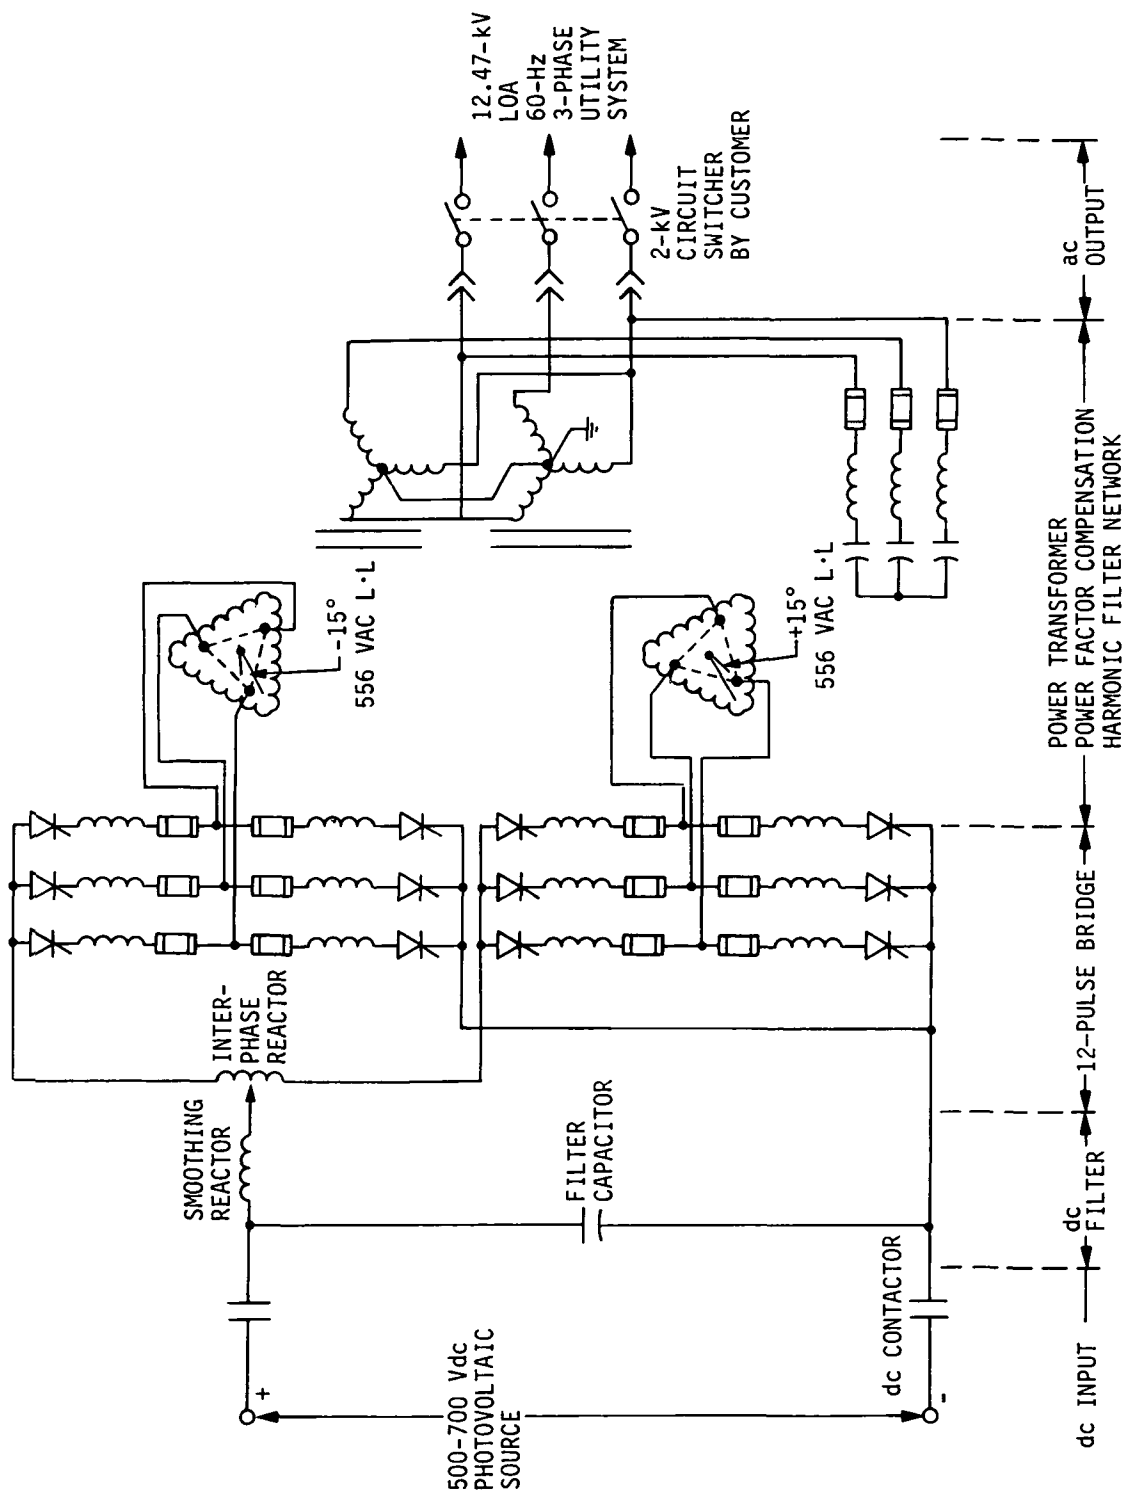 500-700 Vdc
PHOTOVOLTAIC
SOURCE
+
-
dc CONTACTOR
SMOOTHING
REACTOR
FILTER
CAPACITOR
INTER-
PHASE
REACTOR
-15°
556 VAC L·L
+15°
556 VAC L·L
12.47-kV
LOA
60-Hz
3-PHASE
UTILITY
SYSTEM
2-kV
CIRCUIT
SWITCHER
BY CUSTOMER
dc INPUT
dc
FILTER
12-PULSE BRIDGE
POWER TRANSFORMER
POWER FACTOR COMPENSATION
HARMONIC FILTER NETWORK
ac
OUTPUT